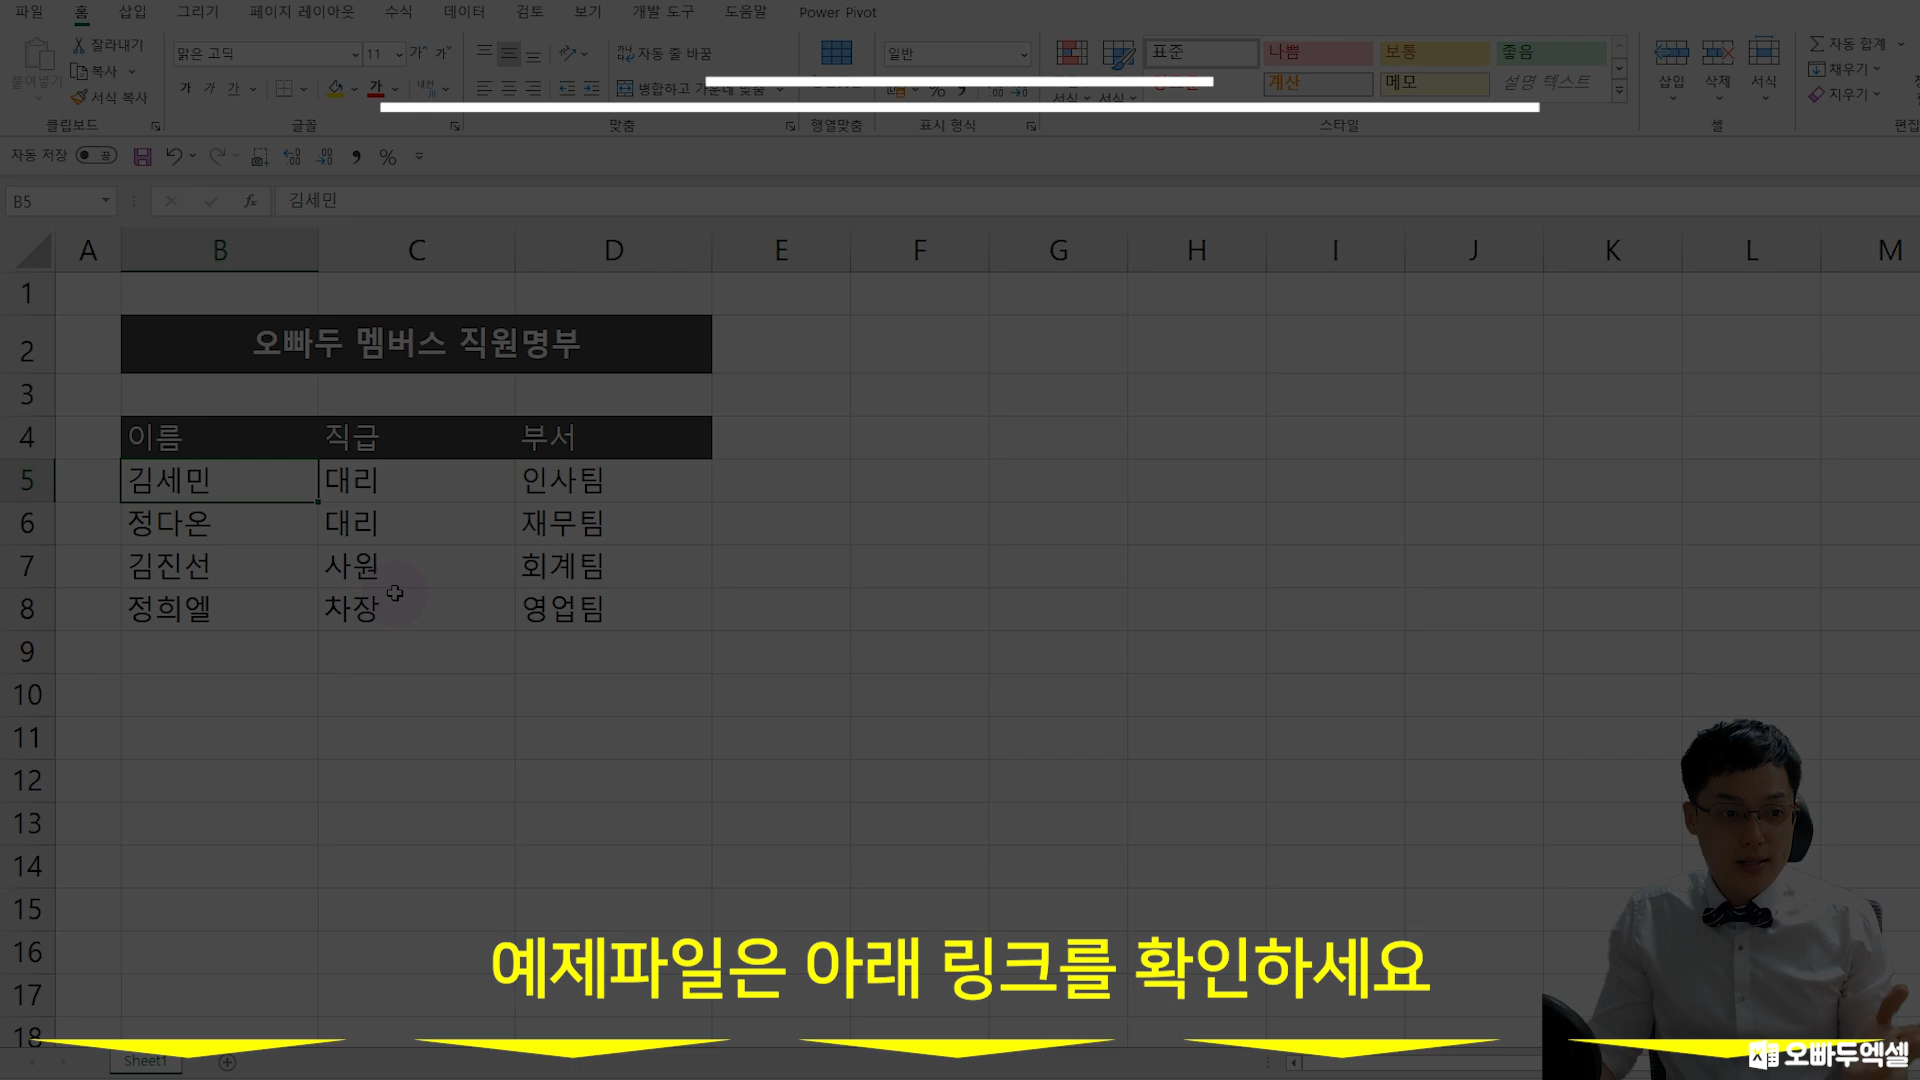 파일 홈 삽입 그리기 페이지 레이아웃 수식 데이터 검토 보기 개발 도구 도움말 Power Pivot
붙여넣기 잘라내기 복사 서식 복사
맑은 고딕 11 가 가
가 가 가 가
자동 줄 바꿈
병합하고 가운데 맞춤
일반
표준 나쁨 보통 좋음
계산 메모 설명 텍스트
서식 서식
삽입 삭제 서식
자동 합계
채우기
지우기
클립보드 글꼴 맞춤 행열맞춤 표시 형식 스타일 셀 편집
자동 저장 끔
B5 fx 김세민
A B C D E F G H I J K L M
1
2 오빠두 멤버스 직원명부
3
4 이름 직급 부서
5 김세민 대리 인사팀
6 정다온 대리 재무팀
7 김진선 사원 회계팀
8 정희엘 차장 영업팀
9
10
11
12
13
14
15
16
17
18
예제파일은 아래 링크를 확인하세요
Sheet1
오빠두엑셀